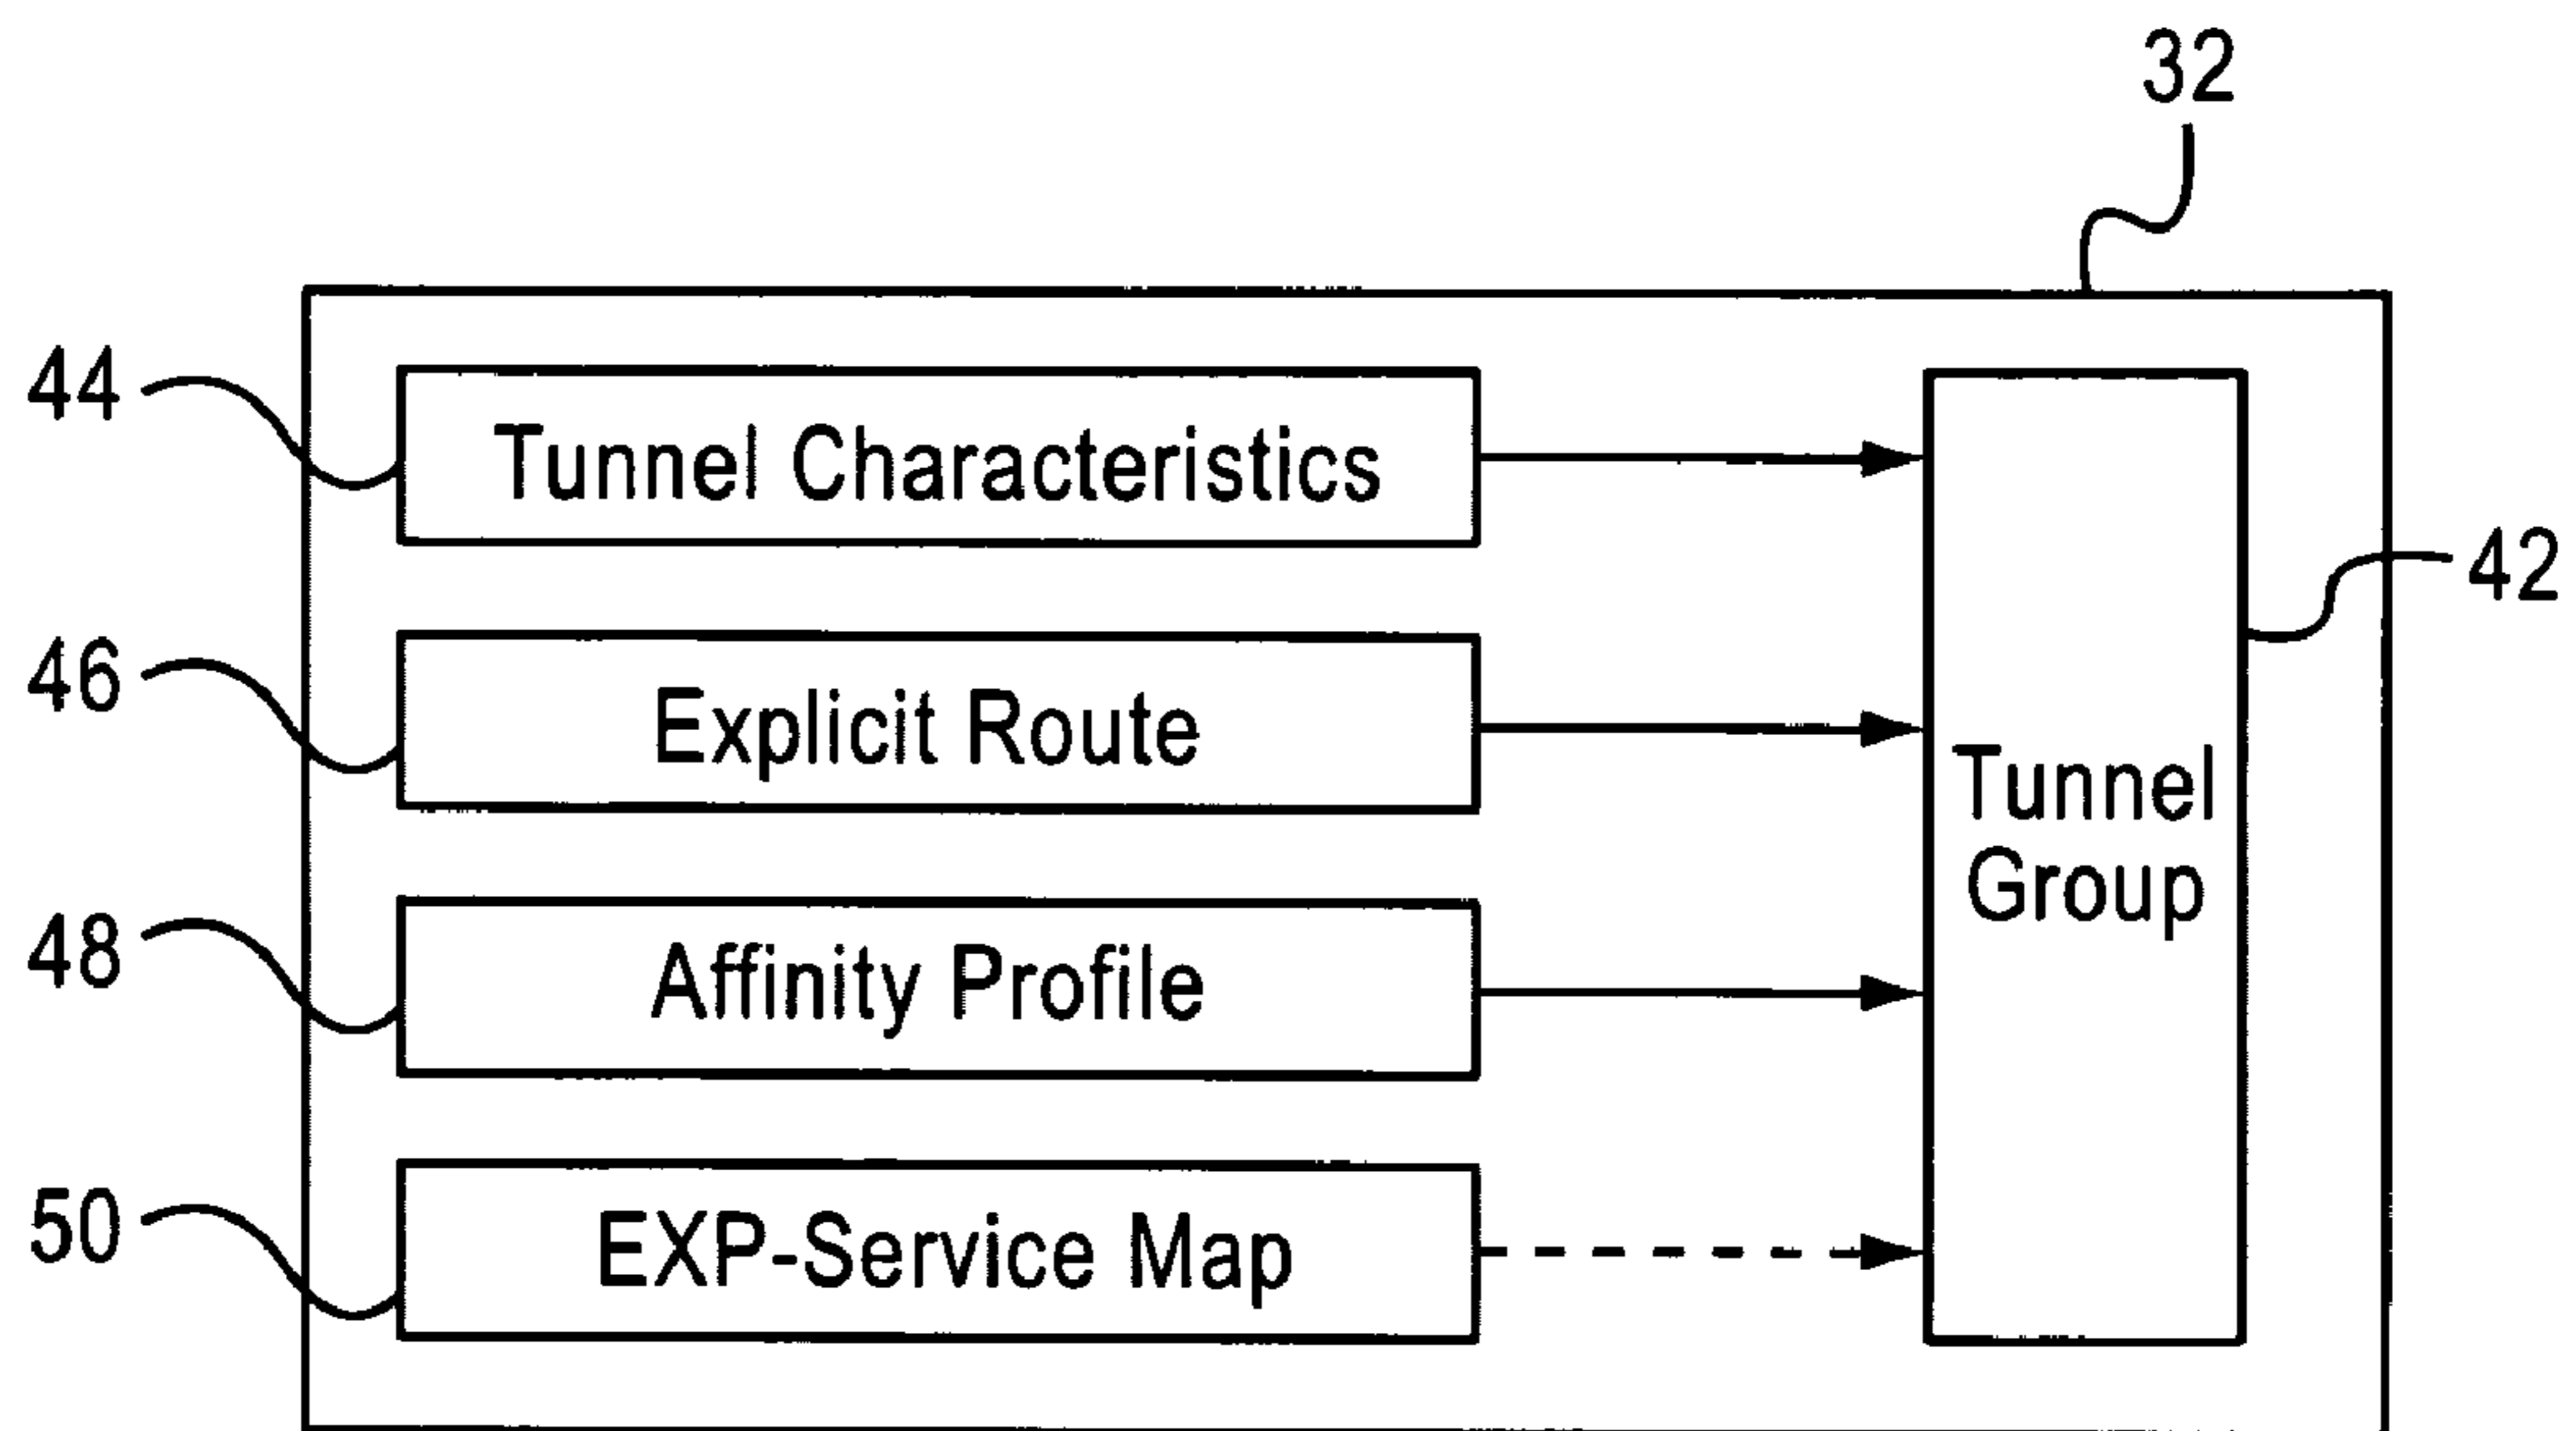 32
44
Tunnel Characteristics
42
46
Explicit Route
Tunnel
Group
48
Affinity Profile
50
EXP-Service Map